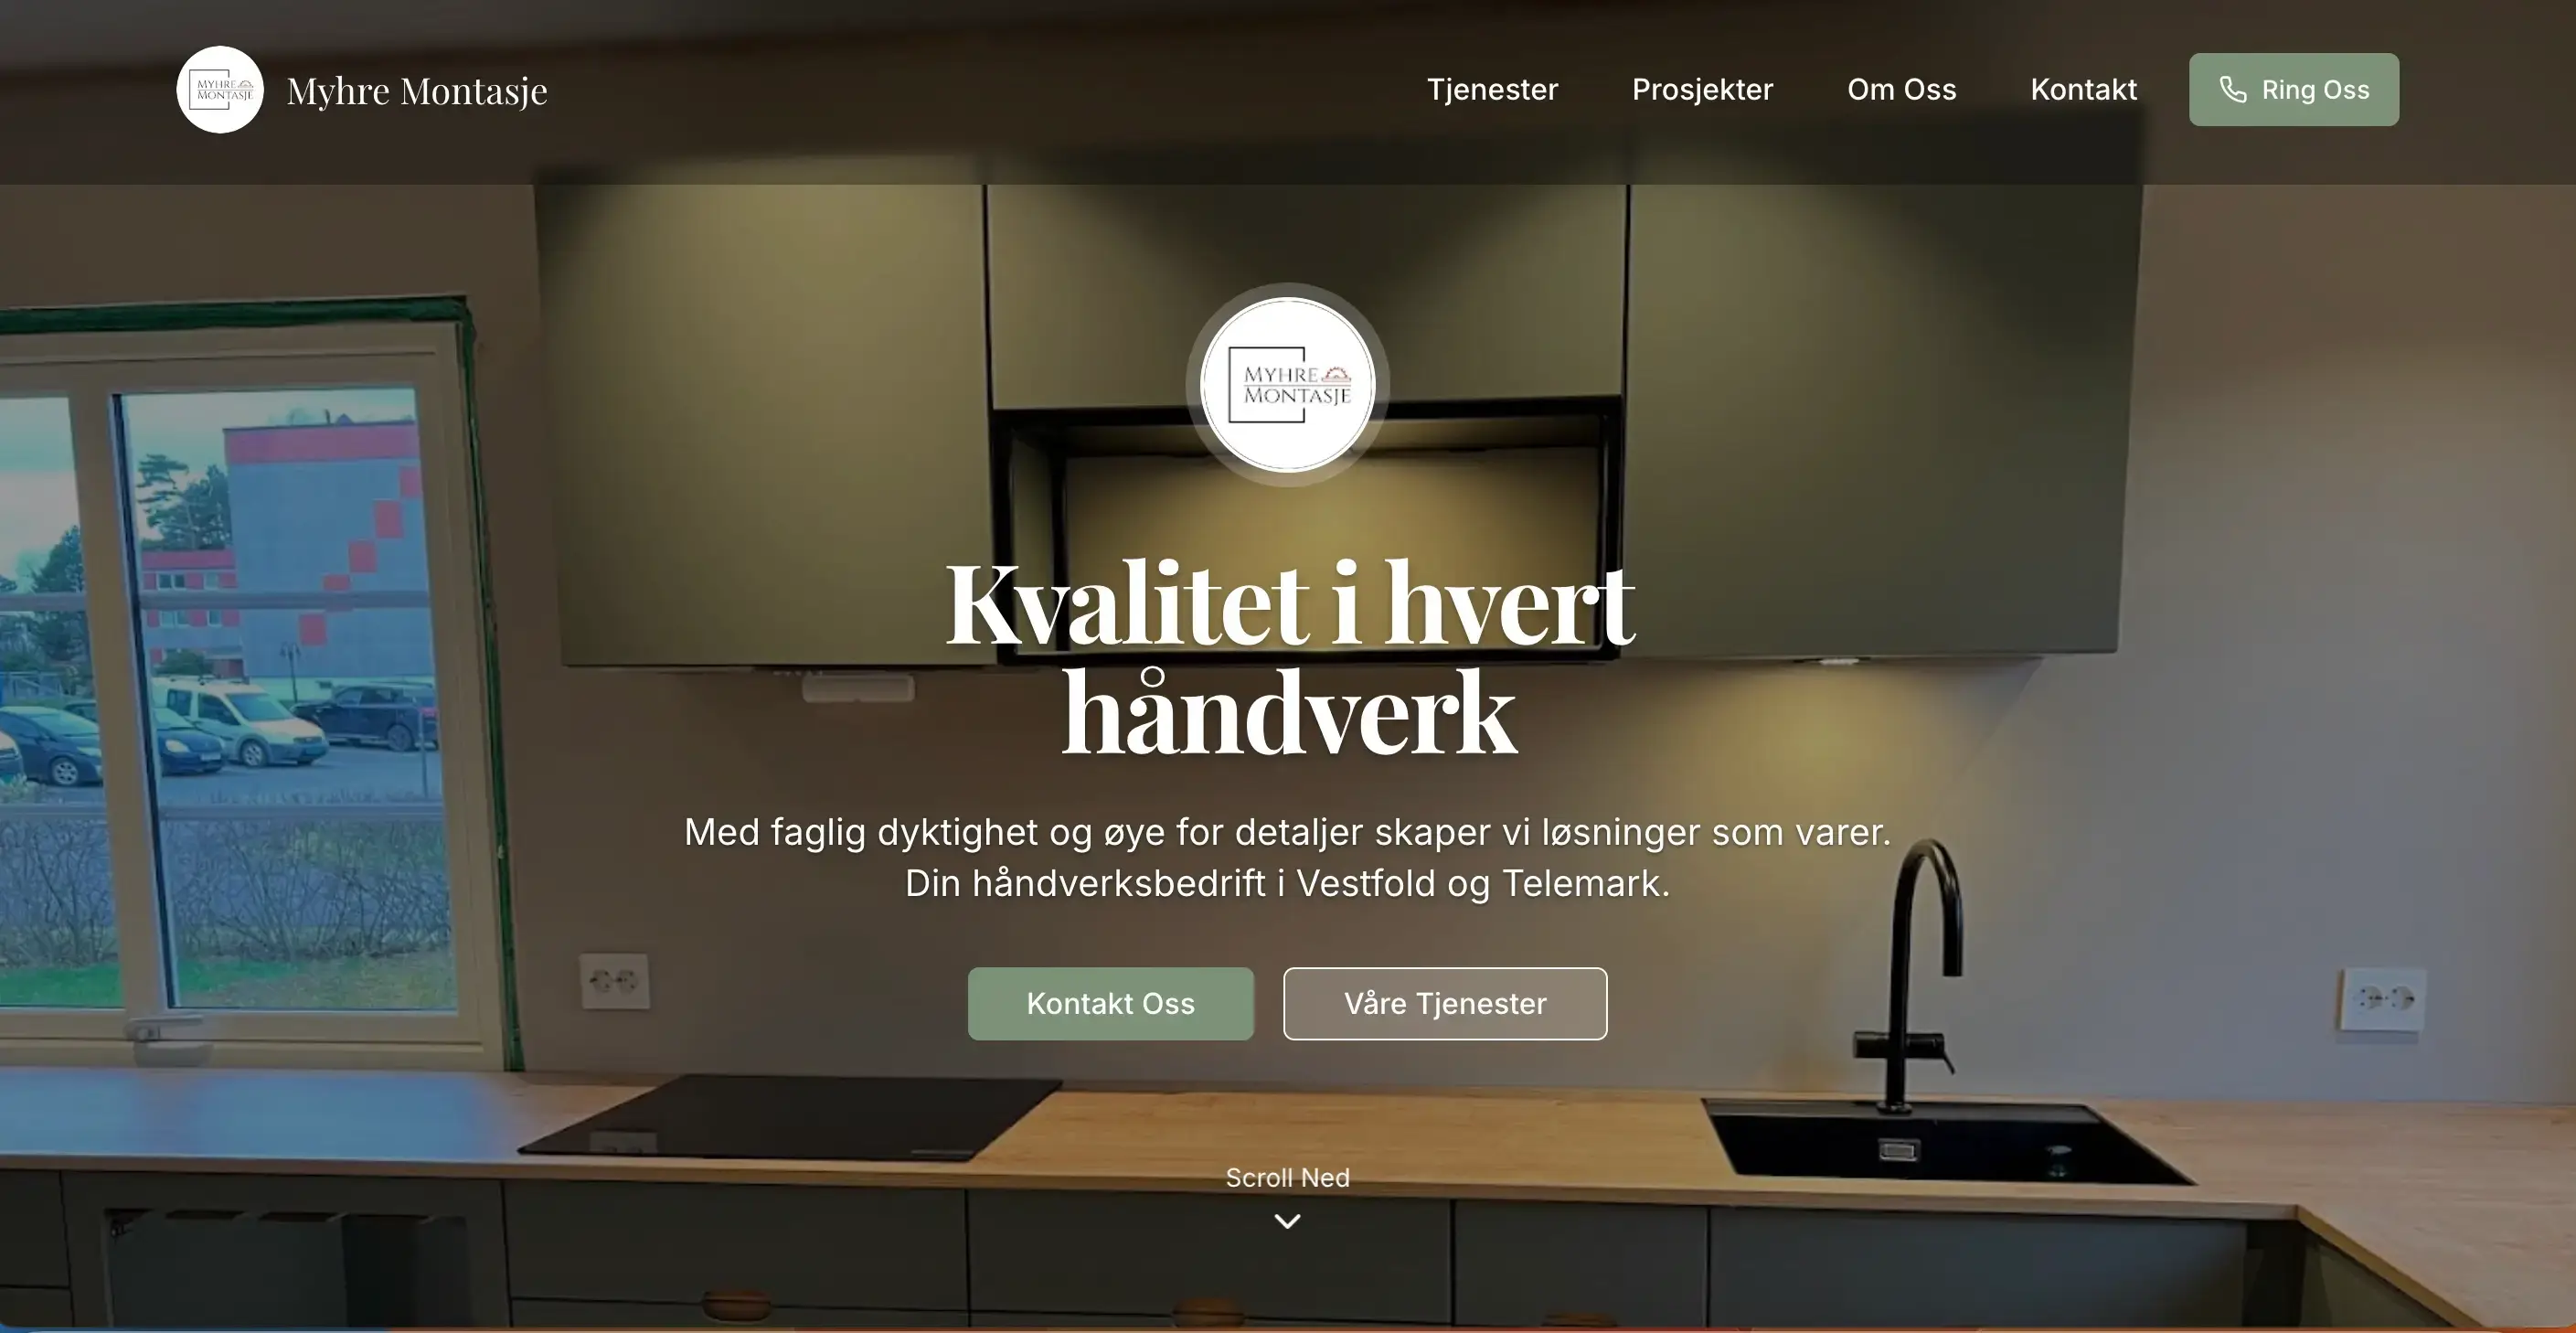 MYHRE
MONTASJE
Myhre Montasje
Tjenester
Prosjekter
Om Oss
Kontakt
Ring Oss
MYHRE
MONTASJE
Kvalitet i hvert
håndverk
Med faglig dyktighet og øye for detaljer skaper vi løsninger som varer.
Din håndverksbedrift i Vestfold og Telemark.
Kontakt Oss
Våre Tjenester
Scroll Ned